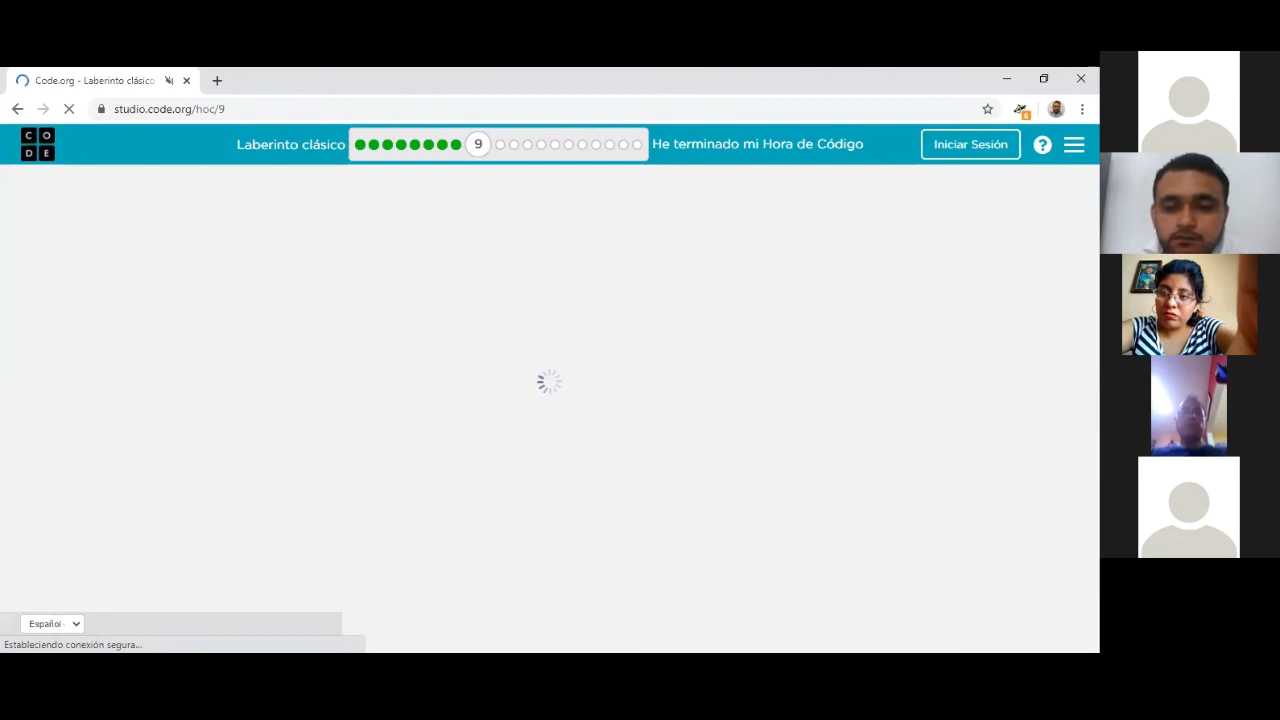 Code.org - Laberinto clásico
studio.code.org/hoc/9
6
C O
D E
Laberinto clásico
9
He terminado mi Hora de Código
Iniciar Sesión
?
Español
Estableciendo conexión segura...